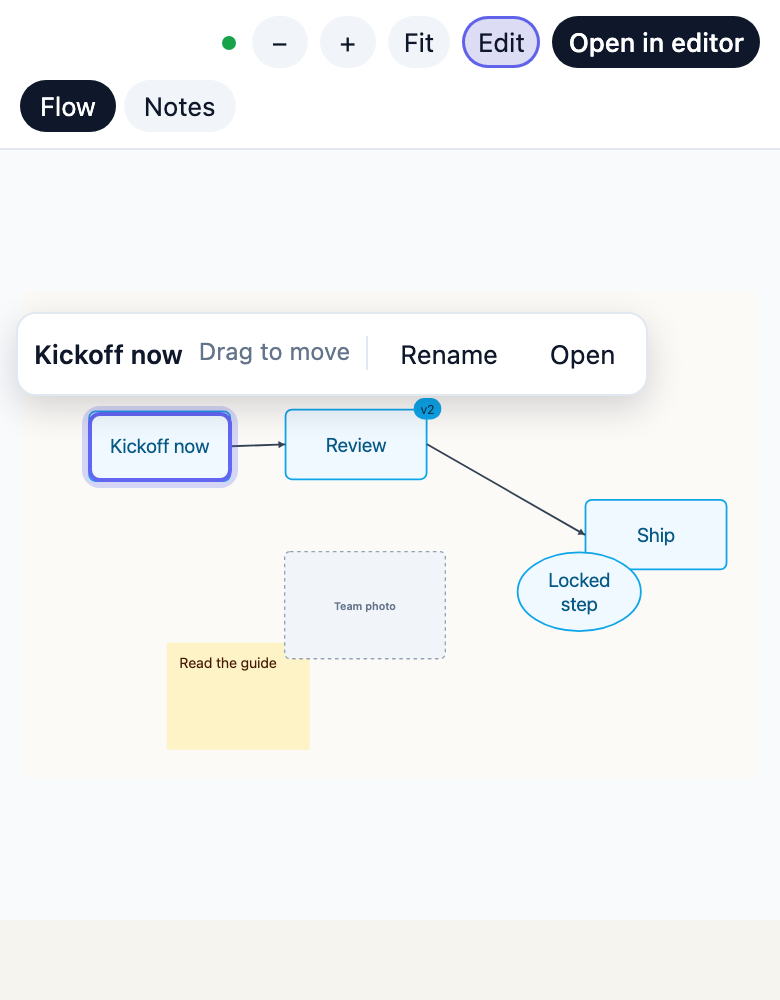 − + Fit Edit Open in editor
Flow Notes
Kickoff now Drag to move Rename Open
v2
Kickoff now Review
Ship
Locked
step
Team photo
Read the guide